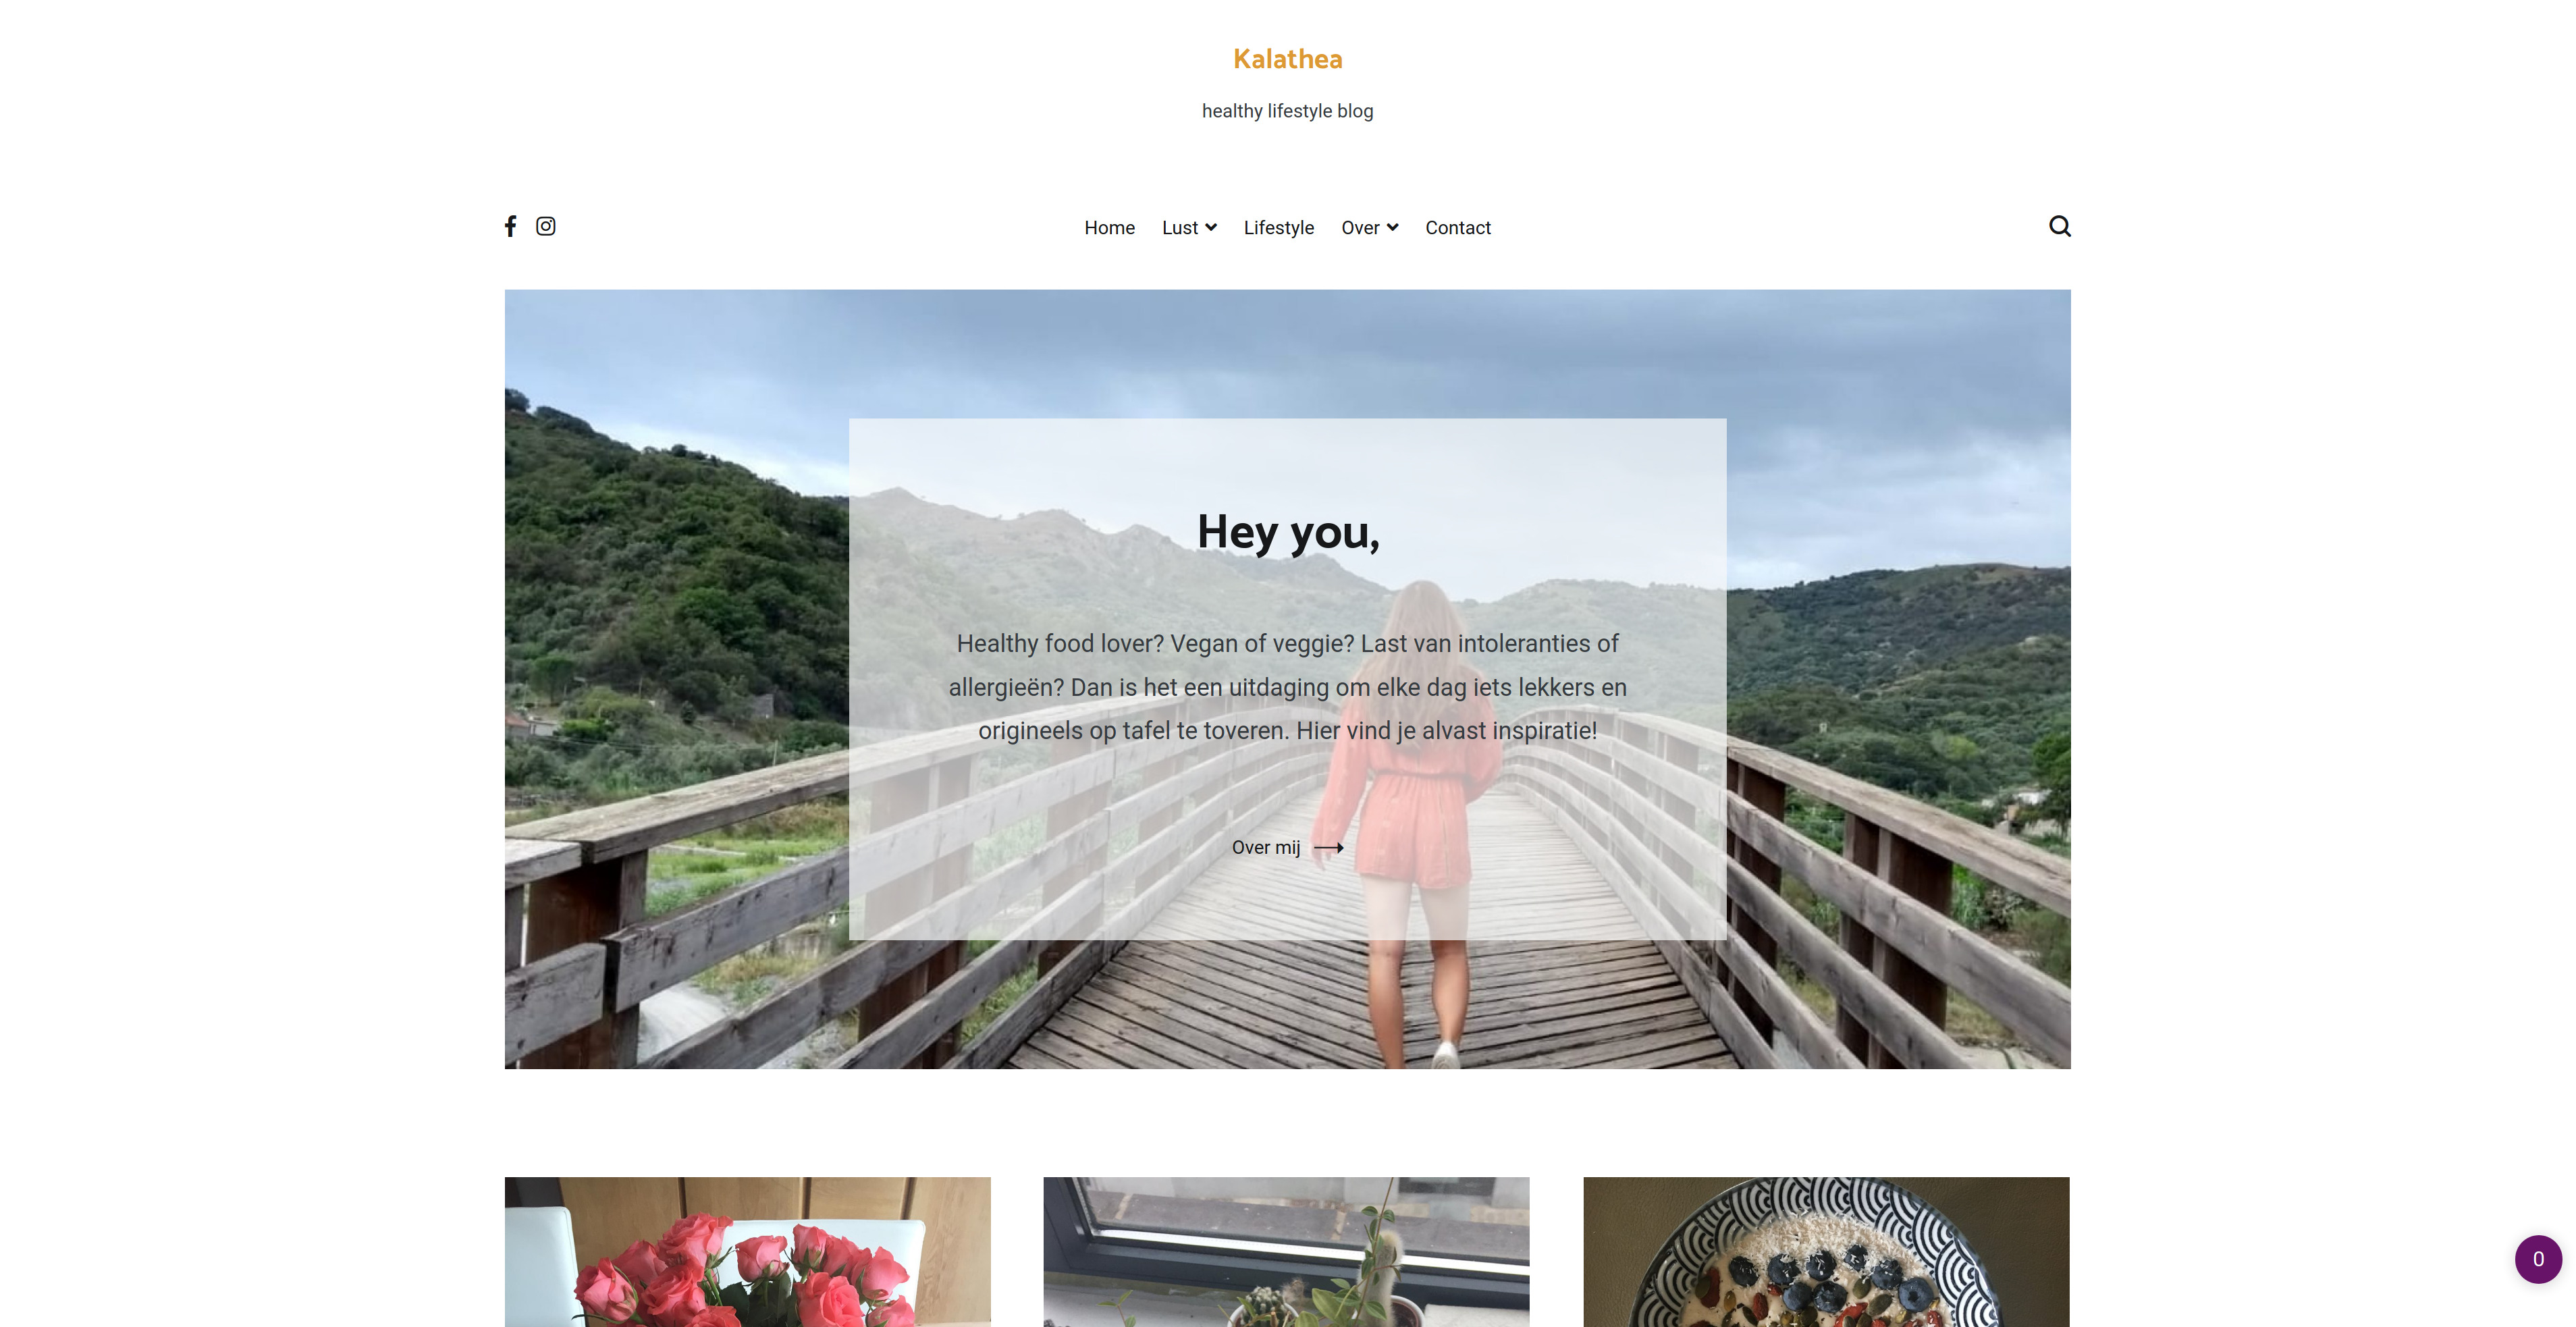 Kalathea
healthy lifestyle blog
Home Lust Lifestyle Over Contact
Hey you,
Healthy food lover? Vegan of veggie? Last van intoleranties of
allergieën? Dan is het een uitdaging om elke dag iets lekkers en
origineels op tafel te toveren. Hier vind je alvast inspiratie!
Over mij
0